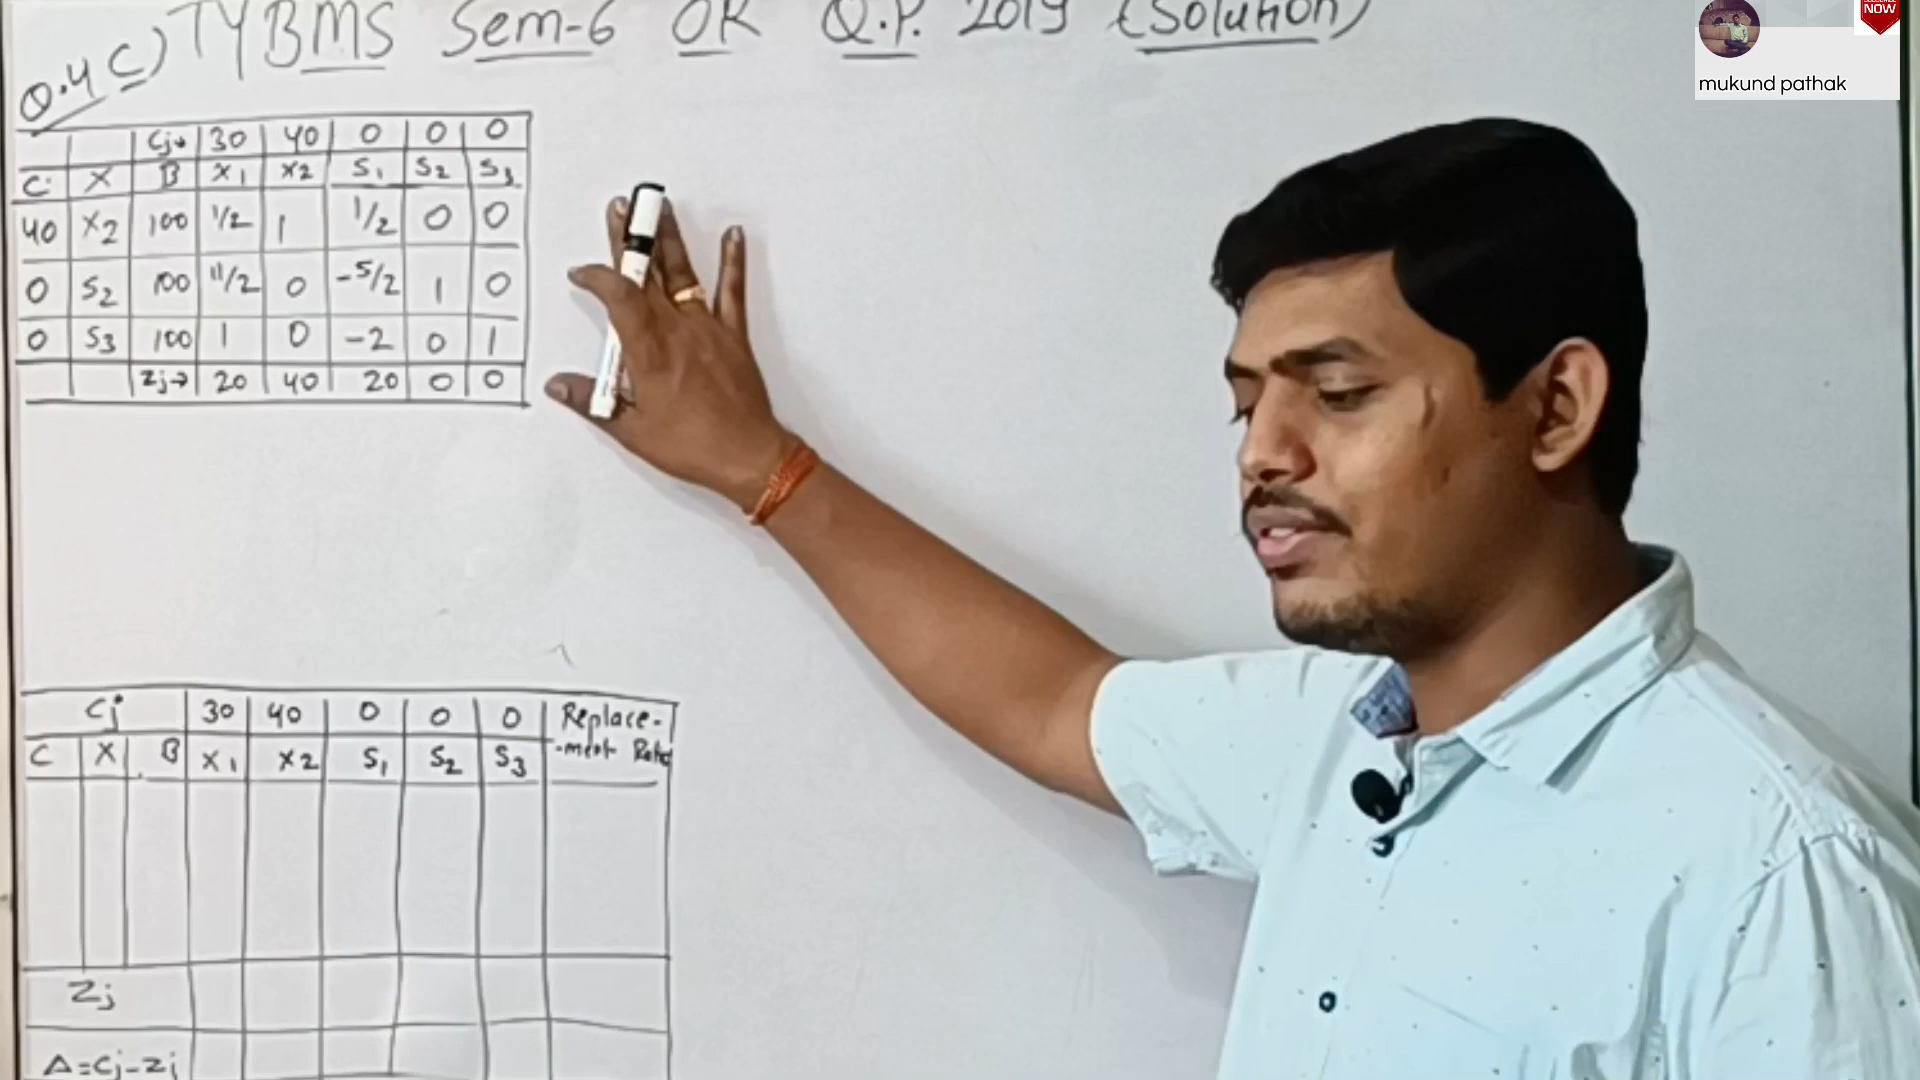 Q.4 C) TYBMS Sem-6 OR Q.P. 2019 (Solution)
NOW
mukund pathak
Cj→ 30 40 0 0 0
C X B X1 X2 S1 S2 S3
40 X2 100 1/2 1 1/2 0 0
0 S2 100 11/2 0 -5/2 1 0
0 S3 100 1 0 -2 0 1
Zj→ 20 40 20 0 0
Cj 30 40 0 0 0 Replace-
C X B X1 X2 S1 S2 S3 -ment
Zj
Δ=Cj-Zj